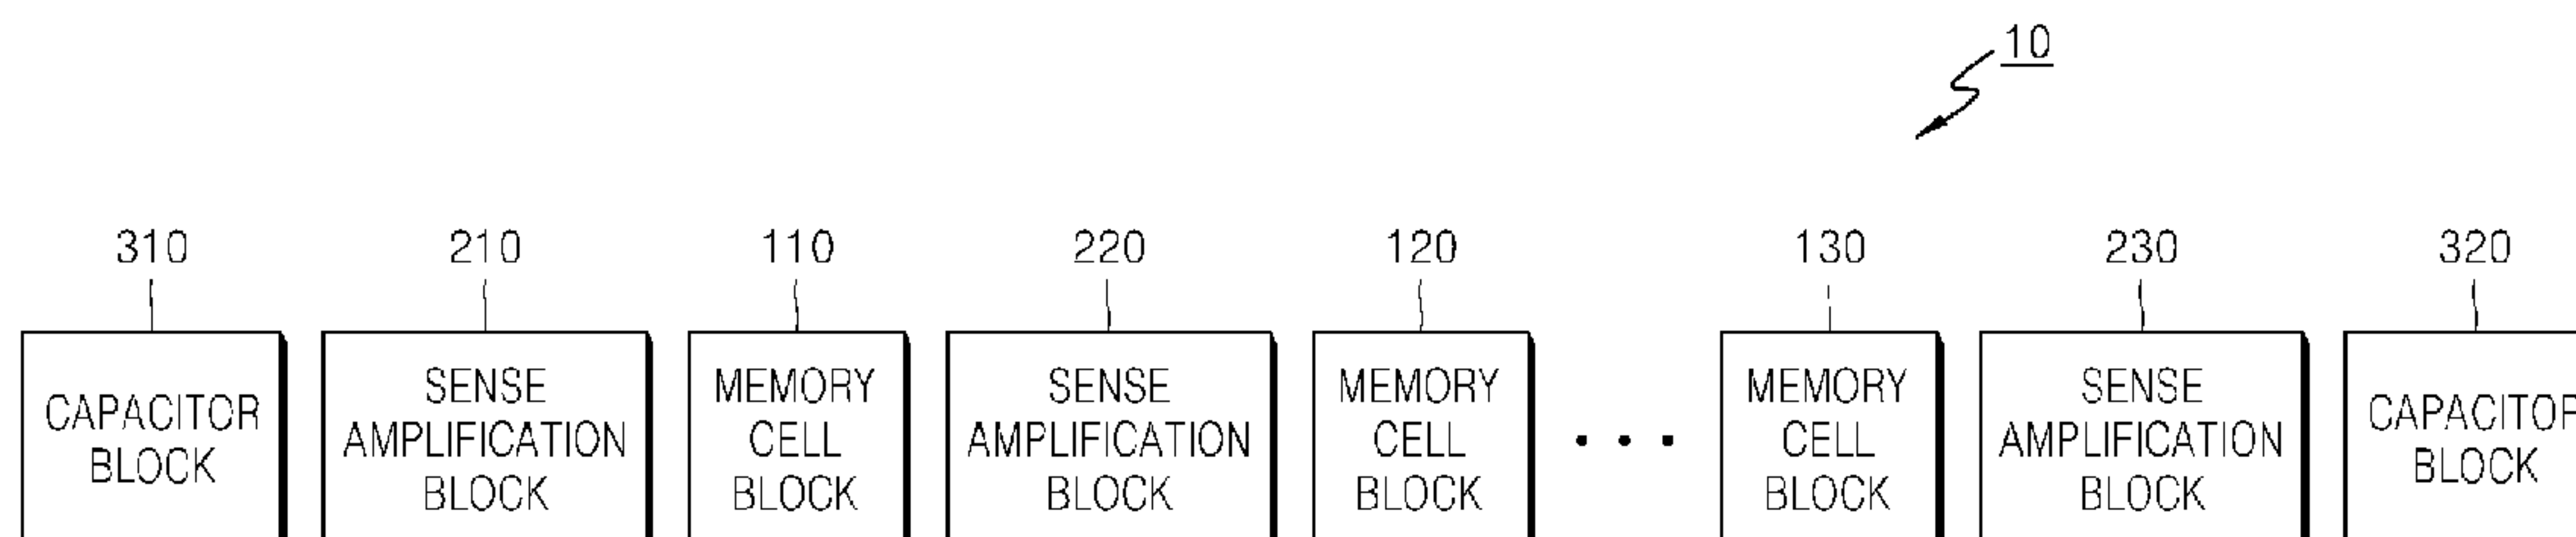 10
310
210
110
220
120
130
230
320
CAPACITOR
BLOCK
SENSE
AMPLIFICATION
BLOCK
MEMORY
CELL
BLOCK
SENSE
AMPLIFICATION
BLOCK
MEMORY
CELL
BLOCK
• • •
MEMORY
CELL
BLOCK
SENSE
AMPLIFICATION
BLOCK
CAPACITOR
BLOCK